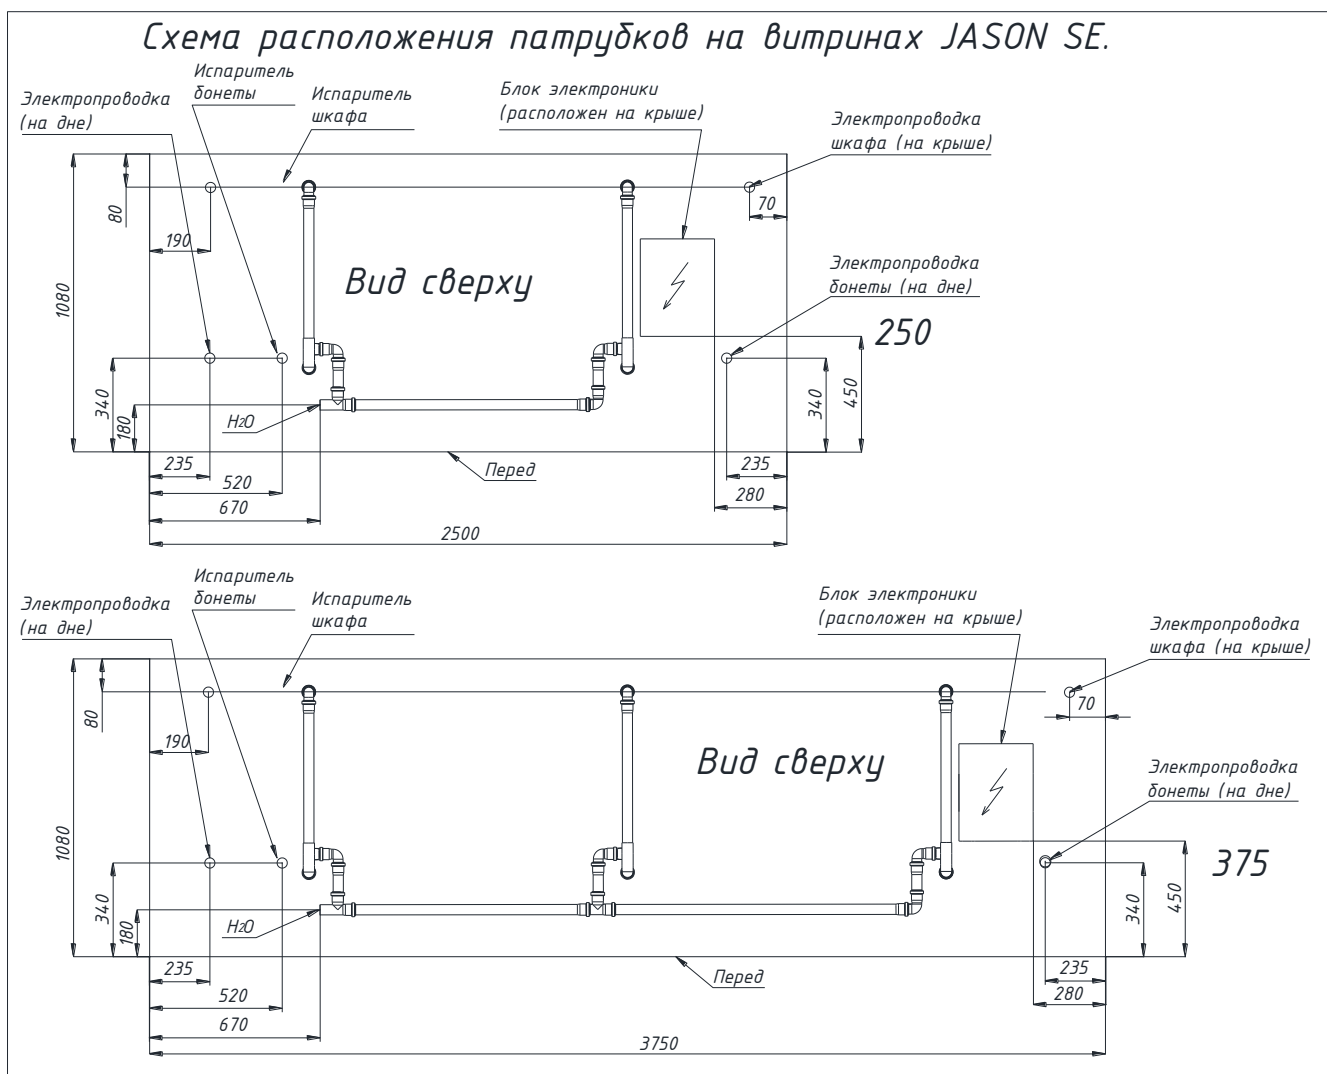 Схема расположения патрубков на витринах JASON SE.
Испаритель
бонеты
Электропроводка
(на дне)
Испаритель
шкафа
Блок электроники
(расположен на крыше)
Электропроводка
шкафа (на крыше)
80
190
70
1080
Вид сверху
Электропроводка
бонеты (на дне)
250
340
180
H2O
340
450
235
520
670
Перед
235
280
2500
Испаритель
бонеты
Электропроводка
(на дне)
Испаритель
шкафа
Блок электроники
(расположен на крыше)
Электропроводка
шкафа (на крыше)
80
190
70
1080
Вид сверху
Электропроводка
бонеты (на дне)
375
340
180
H2O
340
450
235
520
670
Перед
235
280
3750